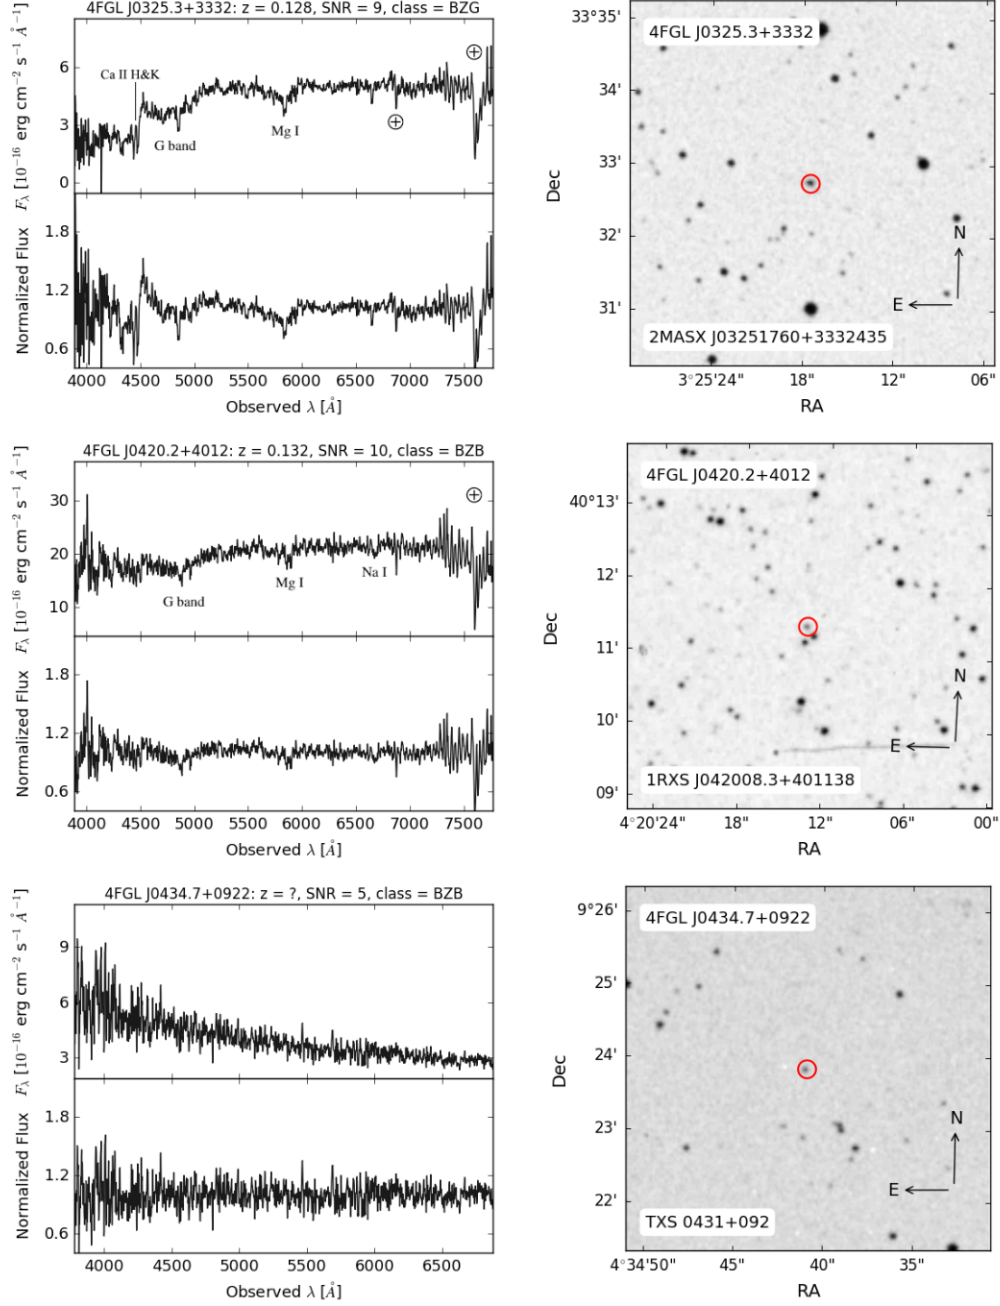 4FGL J0325.3+3332: z = 0.128, SNR = 9, class = BZG
F_λ [10⁻¹⁶ erg cm⁻² s⁻¹ Å⁻¹]
6
3
0
Ca II H&K
G band
Mg I
⊕
⊕
Normalized Flux
1.8
1.2
0.6
4000 4500 5000 5500 6000 6500 7000 7500
Observed λ [Å]
4FGL J0325.3+3332
33°35'
34'
33'
32'
31'
Dec
N
E
2MASX J03251760+3332435
3°25'24" 18" 12" 06"
RA
4FGL J0420.2+4012: z = 0.132, SNR = 10, class = BZB
F_λ [10⁻¹⁶ erg cm⁻² s⁻¹ Å⁻¹]
30
20
10
G band
Mg I
Na I
⊕
Normalized Flux
1.8
1.2
0.6
4000 4500 5000 5500 6000 6500 7000 7500
Observed λ [Å]
4FGL J0420.2+4012
40°13'
12'
11'
10'
09'
Dec
N
E
1RXS J042008.3+401138
4°20'24" 18" 12" 06" 00"
RA
4FGL J0434.7+0922: z = ?, SNR = 5, class = BZB
F_λ [10⁻¹⁶ erg cm⁻² s⁻¹ Å⁻¹]
9
6
3
Normalized Flux
1.8
1.2
0.6
4000 4500 5000 5500 6000 6500
Observed λ [Å]
4FGL J0434.7+0922
9°26'
25'
24'
23'
22'
Dec
N
E
TXS 0431+092
4°34'50" 45" 40" 35"
RA